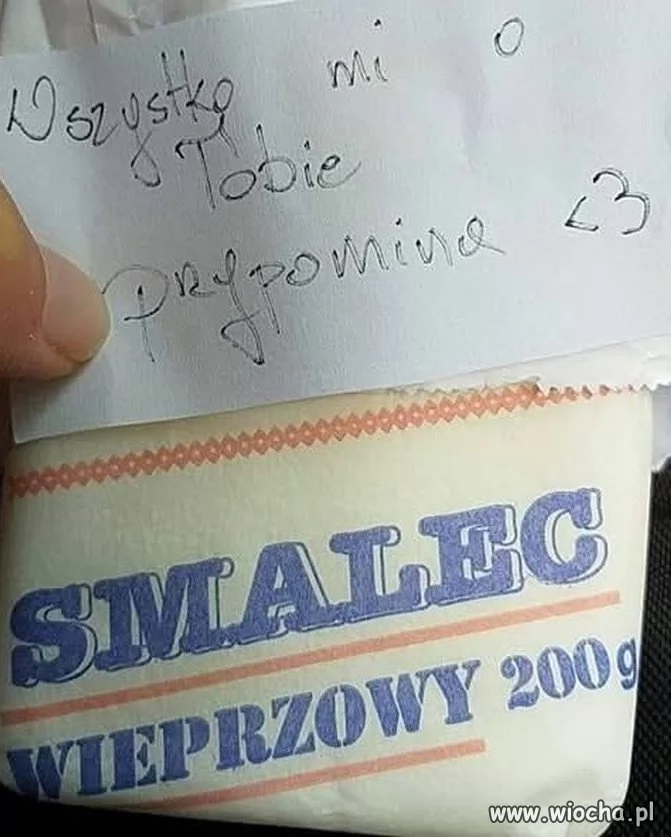 Wszystko mi o
Tobie
przypomina <3
SMALEC
WIEPRZOWY 200g
www.wiocha.pl